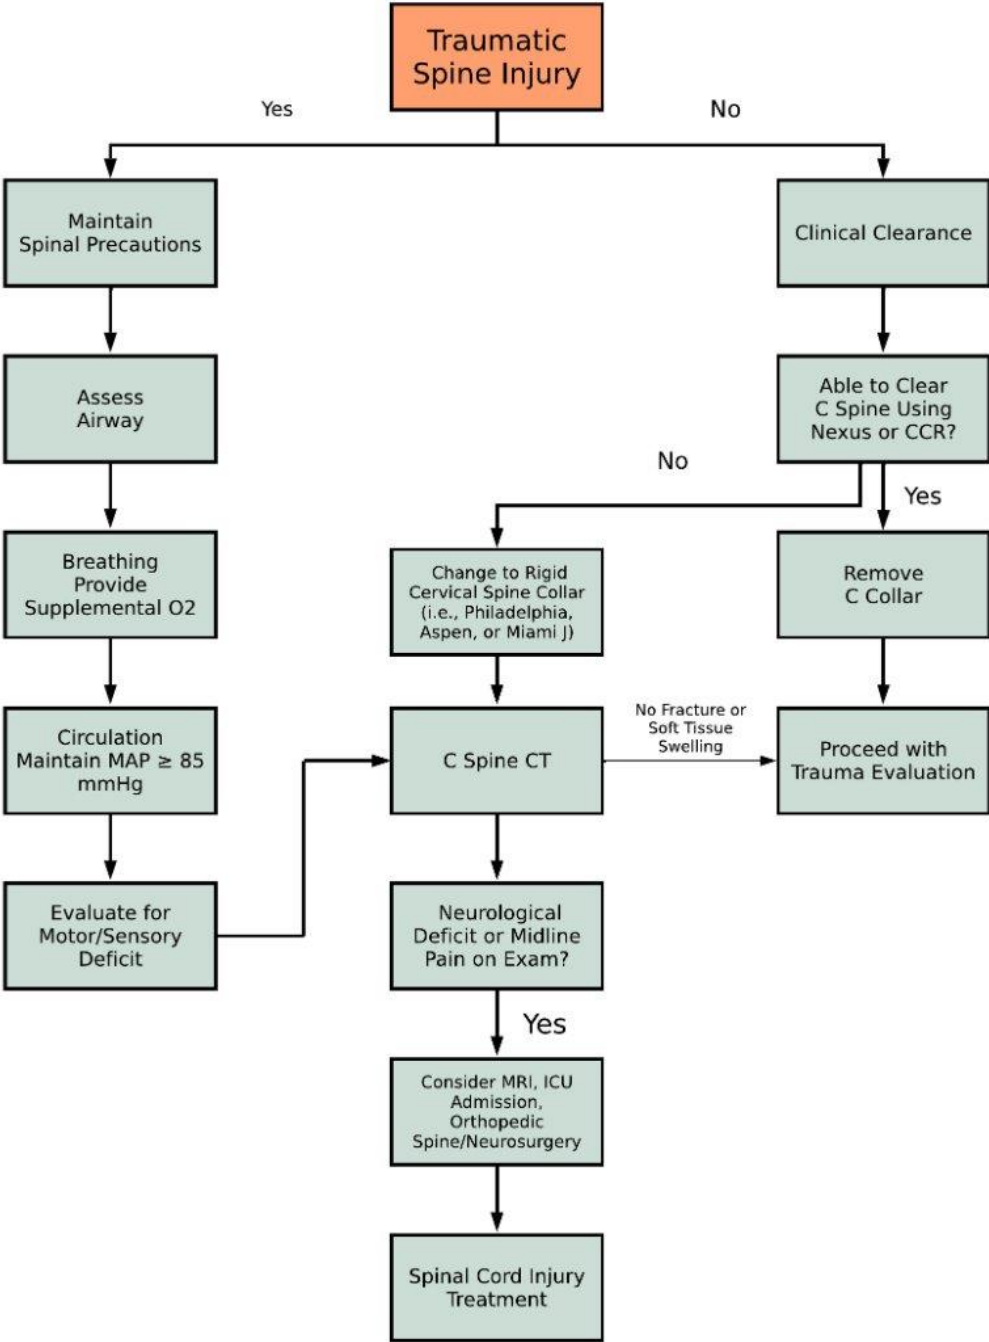 Traumatic
Spine Injury
Yes
No
Maintain
Spinal Precautions
Clinical Clearance
Assess
Airway
Able to Clear
C Spine Using
Nexus or CCR?
No
Yes
Breathing
Provide
Supplemental O2
Change to Rigid
Cervical Spine Collar
(i.e., Philadelphia,
Aspen, or Miami J)
Remove
C Collar
Circulation
Maintain MAP ≥ 85
mmHg
C Spine CT
No Fracture or
Soft Tissue
Swelling
Proceed with
Trauma Evaluation
Evaluate for
Motor/Sensory
Deficit
Neurological
Deficit or Midline
Pain on Exam?
Yes
Consider MRI, ICU
Admission,
Orthopedic
Spine/Neurosurgery
Spinal Cord Injury
Treatment